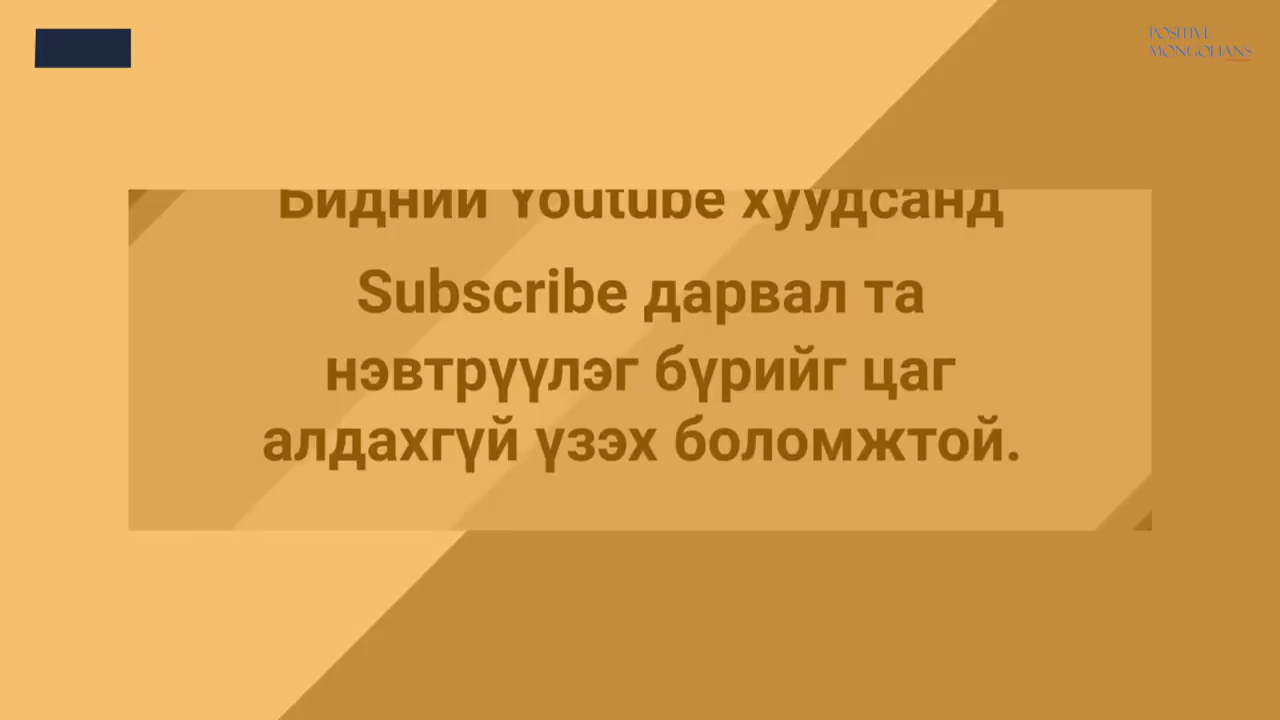 POSITIVE
MONGOLIANS
Бидний Youtube хуудсанд
Subscribe дарвал та
нэвтрүүлэг бүрийг цаг
алдахгүй үзэх боломжтой.